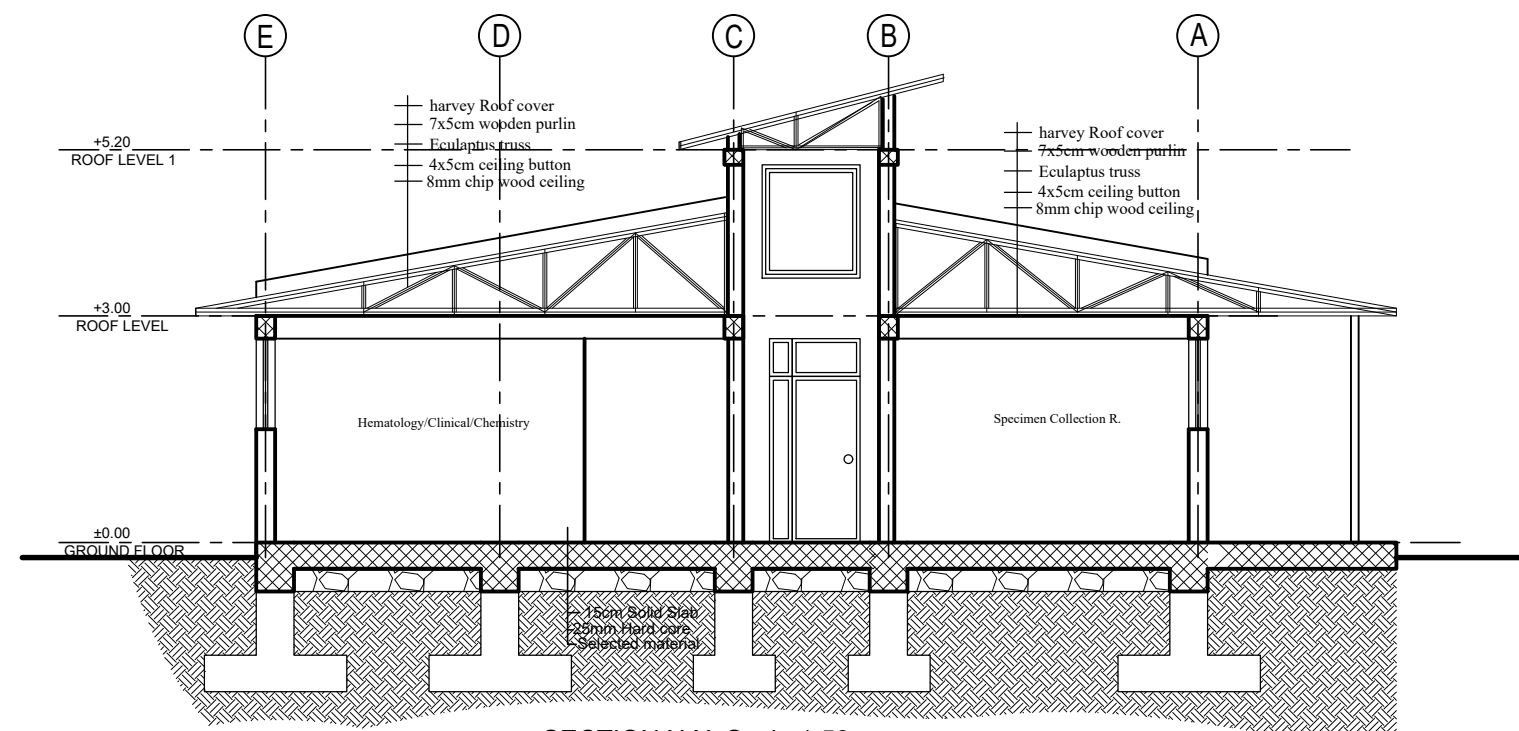 E D C B A
harvey Roof cover
7x5cm wooden purlin
Eculaptus truss
4x5cm ceiling button
8mm chip wood ceiling
harvey Roof cover
7x5cm wooden purlin
Eculaptus truss
4x5cm ceiling button
8mm chip wood ceiling
+5.20
ROOF LEVEL 1
+3.00
ROOF LEVEL
Hematology/Clinical/Chemistry
Specimen Collection R.
±0.00
GROUND FLOOR
15cm Solid Slab
25mm Hard core
Selected material
SECTION